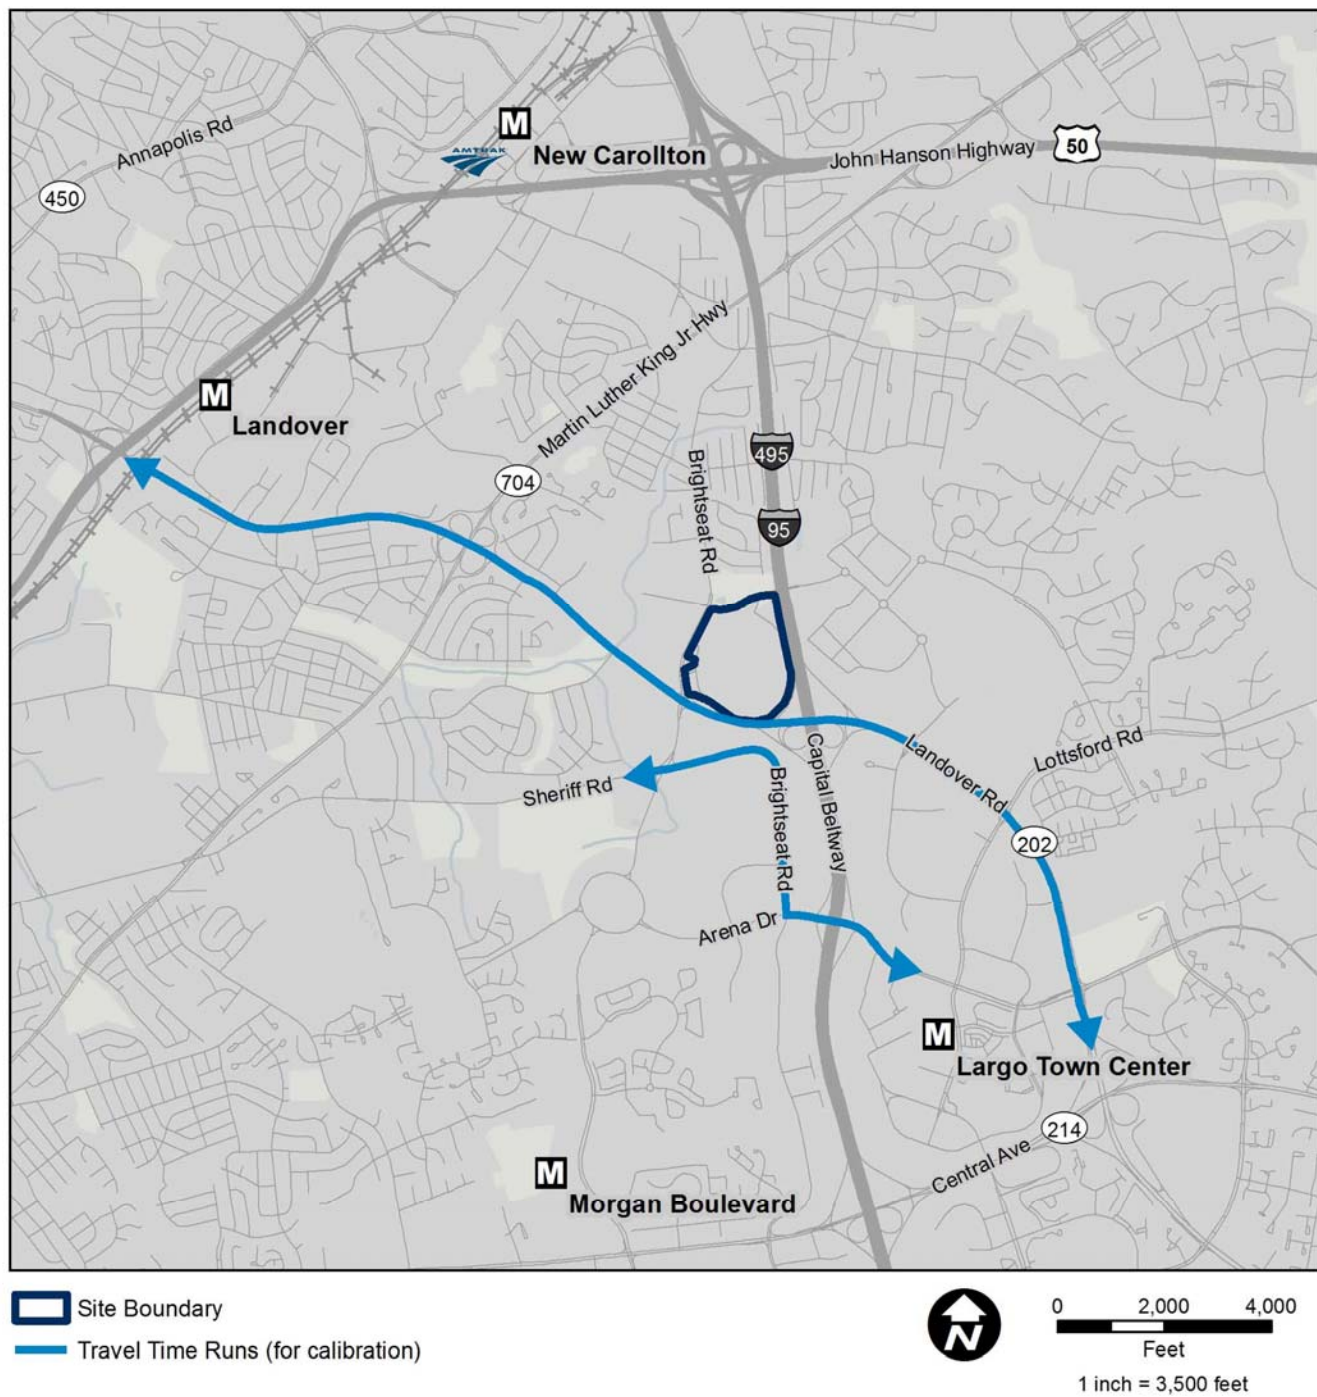 Annapolis Rd
450
M
AMTRAK
New Carollton
John Hanson Highway
50
Martin Luther King Jr Hwy
M
Landover
704
Brightseat Rd
495
95
Landover Rd
Lottsford Rd
Capital Beltway
Sheriff Rd
Brightseat Rd
202
Arena Dr
M
Largo Town Center
214
Central Ave
M
Morgan Boulevard
Site Boundary
Travel Time Runs (for calibration)
N
0 2,000 4,000
Feet
1 inch = 3,500 feet